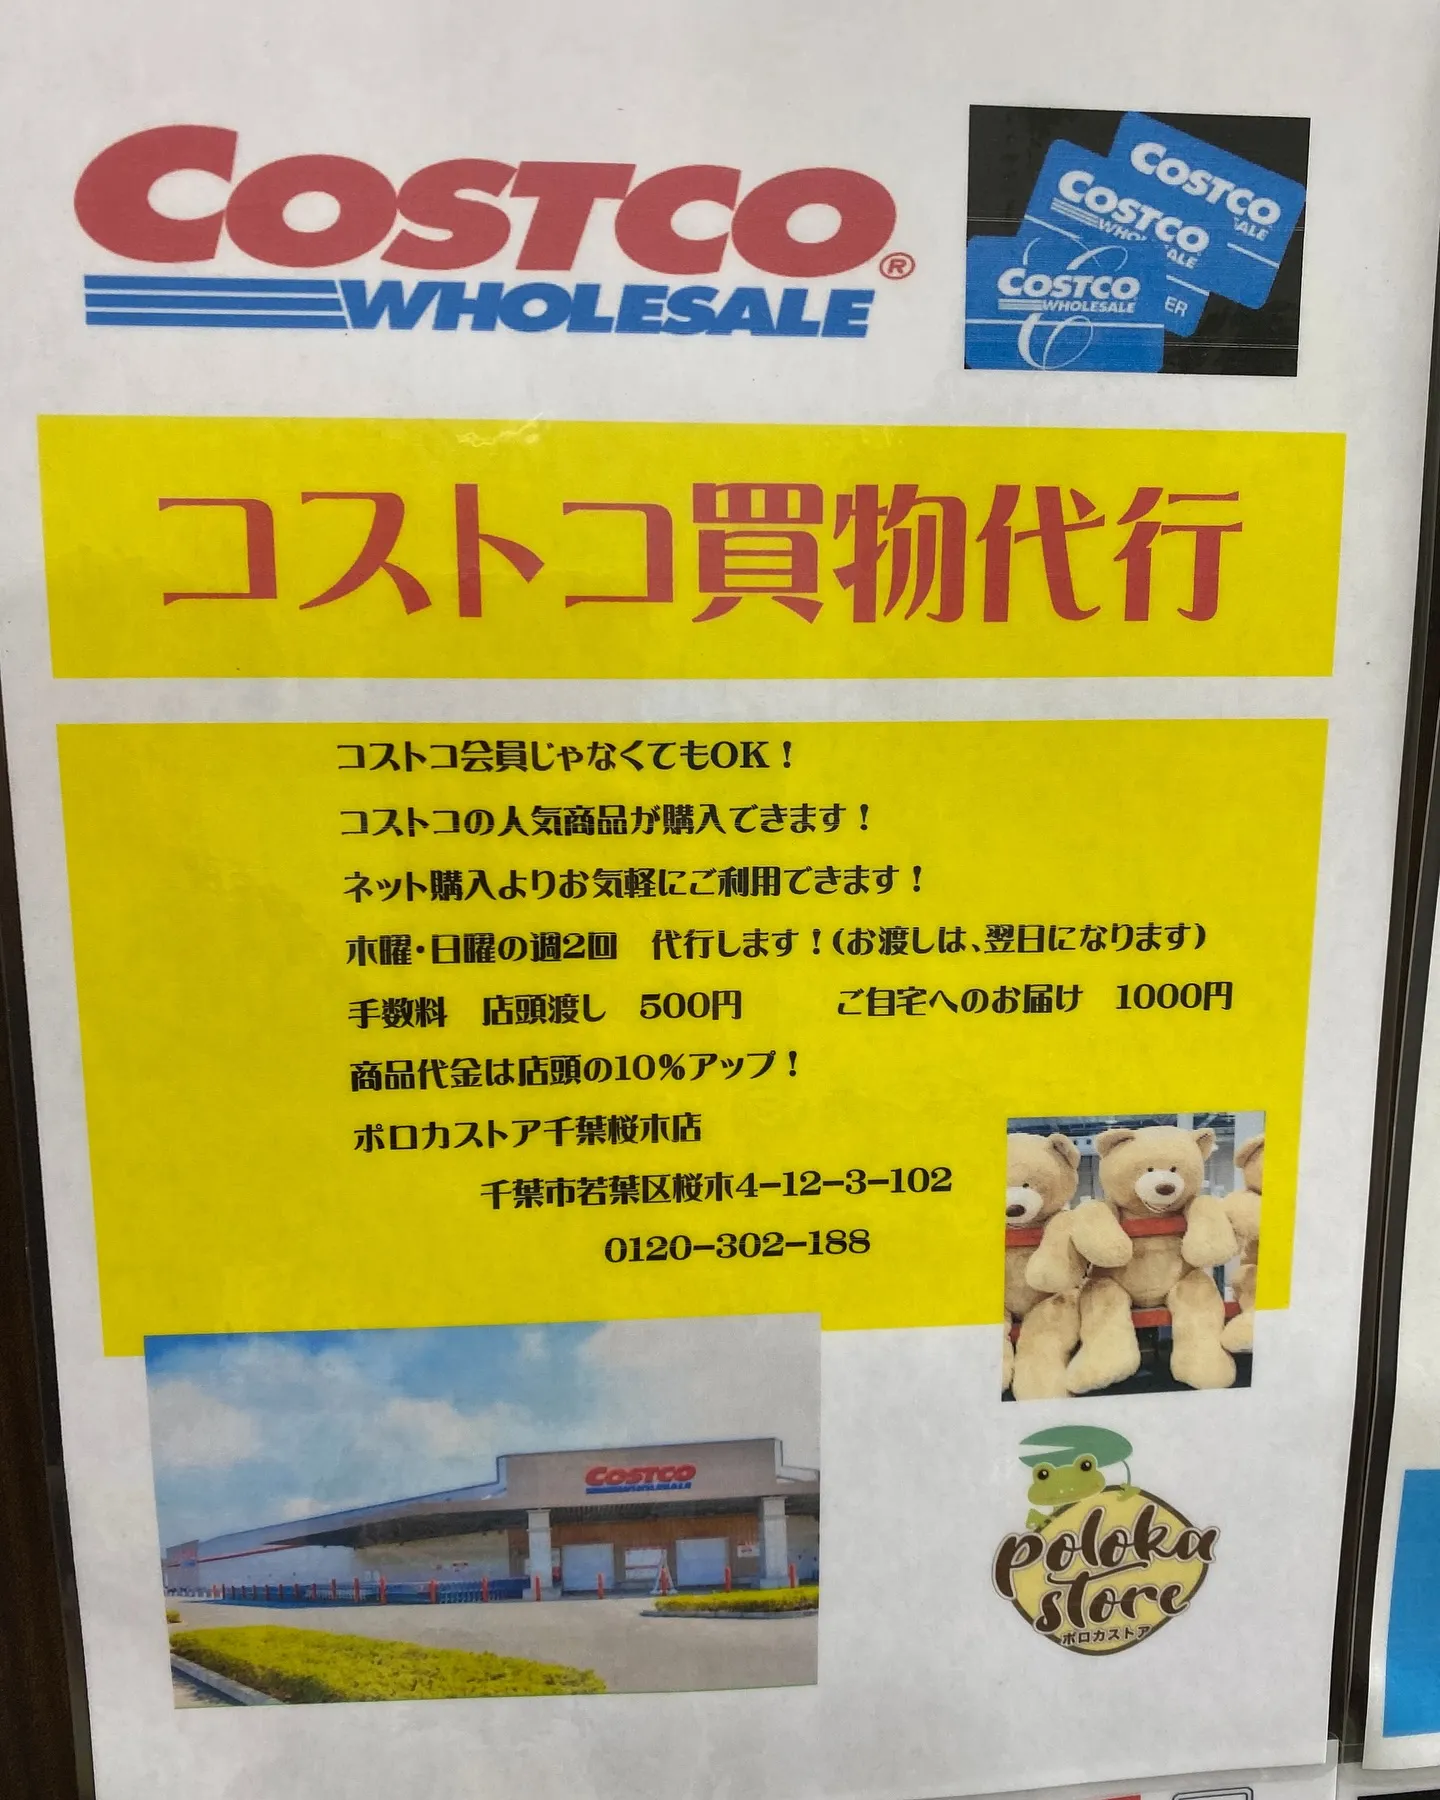 COSTCO®
WHOLESALE
COSTCO
ALE
COSTCO
WHO ALE
COSTCO
WHOLESALE
ER
コストコ買物代行
コストコ会員じゃなくてもOK！
コストコの人気商品が購入できます！
ネット購入よりお気軽にご利用できます！
木曜・日曜の週2回　代行します！（お渡しは、翌日になります）
手数料　店頭渡し　500円　　　ご自宅へのお届け　1000円
商品代金は店頭の10%アップ！
ポロカストア千葉桜木店
千葉市若葉区桜木4-12-3-102
0120-302-188
COSTCO
WHOLESALE
poloka
store
ポロカストア